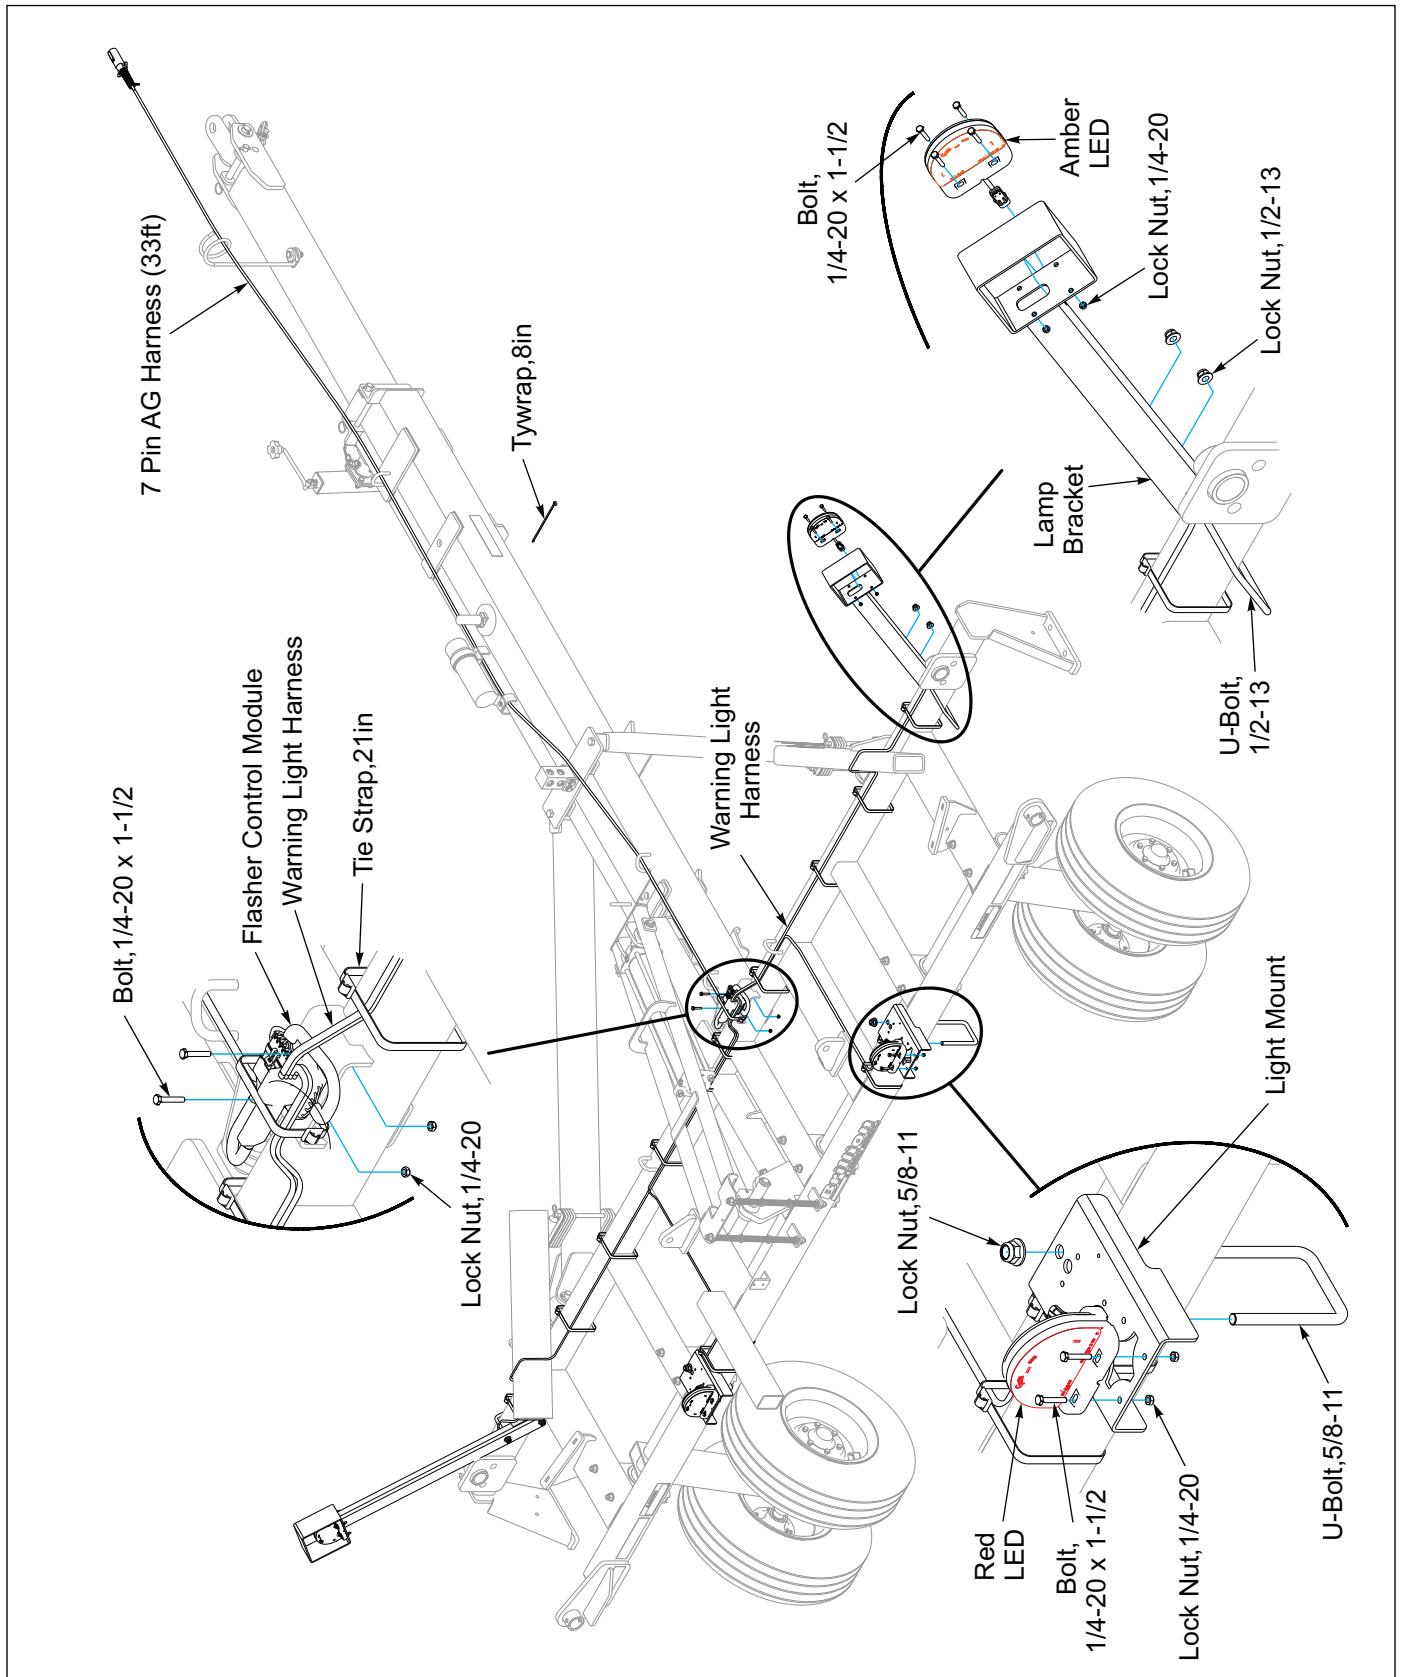 7 Pin AG Harness (33ft)
Tywrap,8in
Bolt,
1/4-20 x 1-1/2
Amber
LED
Lock Nut,1/4-20
Lock Nut,1/2-13
Lamp
Bracket
U-Bolt,
1/2-13
Bolt,1/4-20 x 1-1/2
Flasher Control Module
Warning Light Harness
Tie Strap,21in
Lock Nut,1/4-20
Warning Light
Harness
Lock Nut,5/8-11
Light Mount
Red
LED
Bolt,
1/4-20 x 1-1/2
Lock Nut,1/4-20
U-Bolt,5/8-11